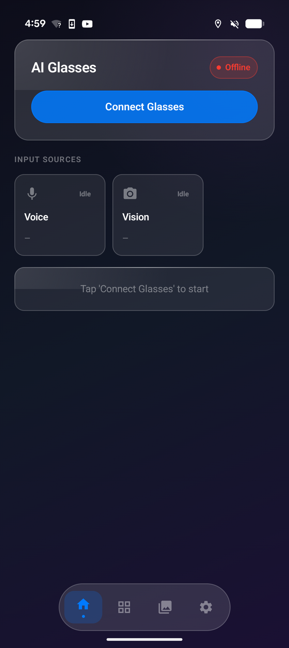 4:59
AI Glasses
Offline
Connect Glasses
INPUT SOURCES
Idle
Voice
—
Idle
Vision
—
Tap 'Connect Glasses' to start